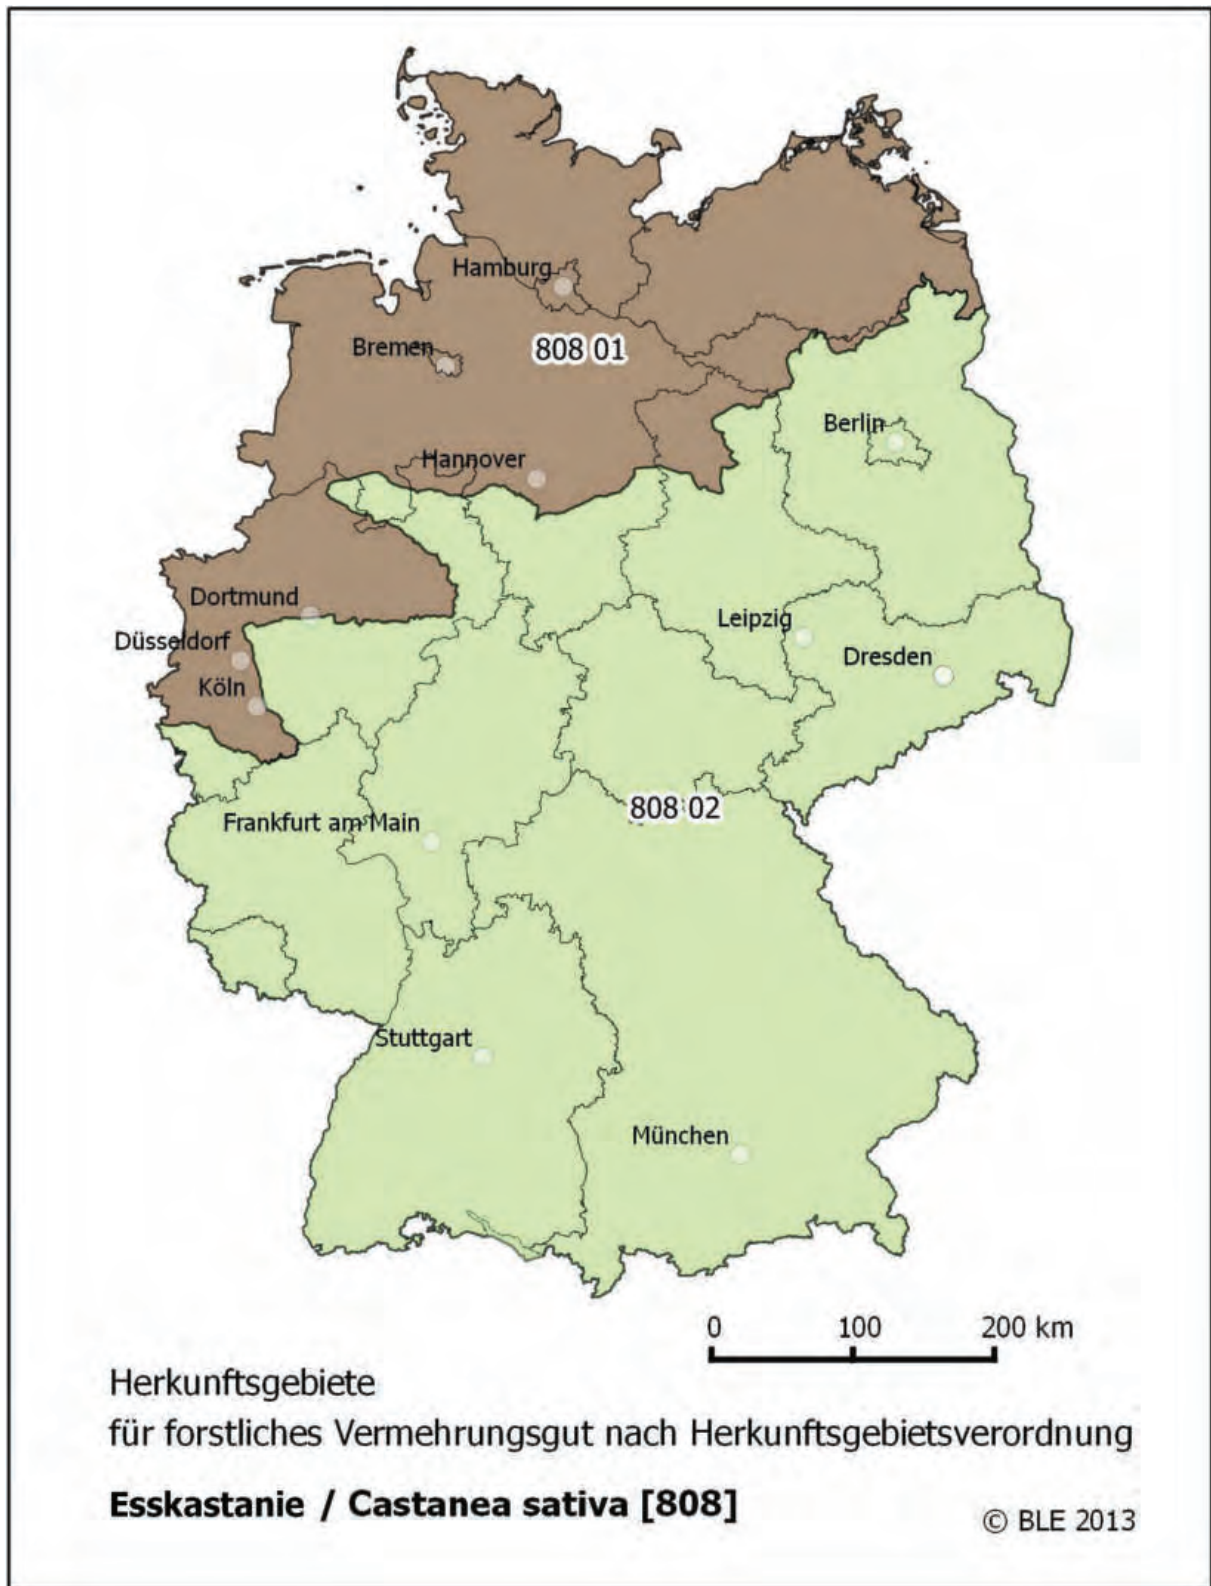 Hamburg
Bremen
808 01
Berlin
Hannover
Dortmund
Leipzig
Düsseldorf
Dresden
Köln
808 02
Frankfurt am Main
Stuttgart
München
0 100 200 km
Herkunftsgebiete
für forstliches Vermehrungsgut nach Herkunftsgebietsverordnung
Esskastanie / Castanea sativa [808]
© BLE 2013